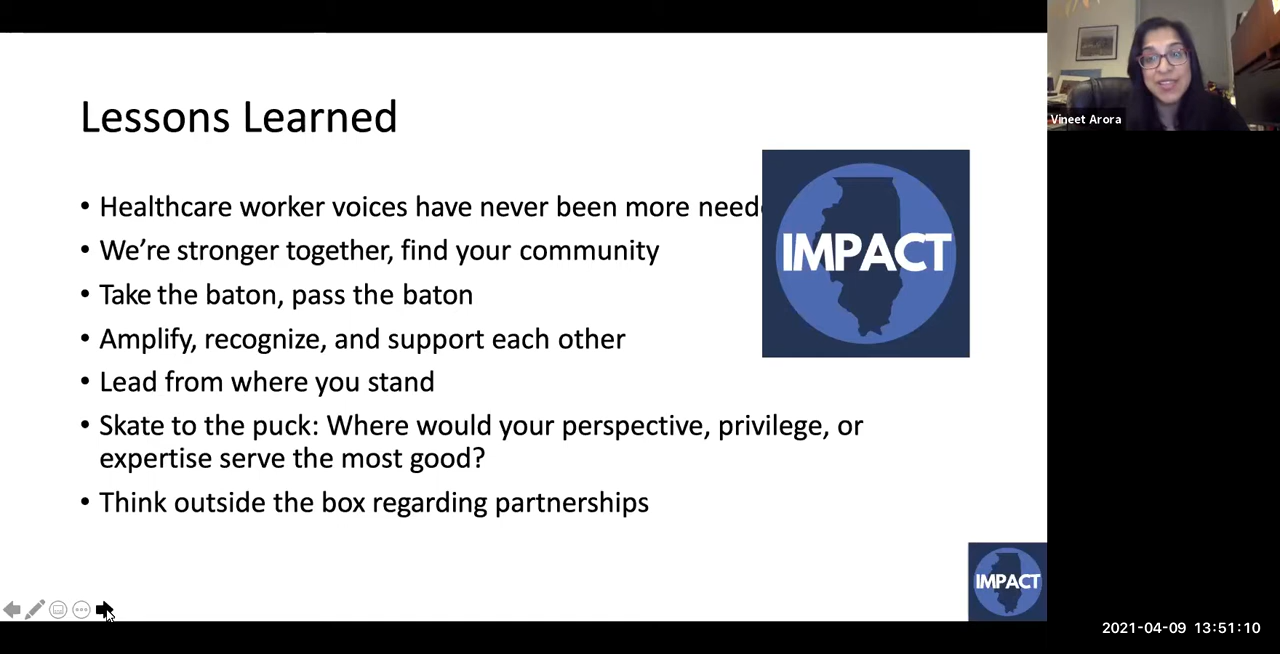 Lessons Learned
• Healthcare worker voices have never been more neede
IMPACT
• We're stronger together, find your community
• Take the baton, pass the baton
• Amplify, recognize, and support each other
• Lead from where you stand
• Skate to the puck: Where would your perspective, privilege, or
expertise serve the most good?
• Think outside the box regarding partnerships
IMPACT
Vineet Arora
2021-04-09 13:51:10